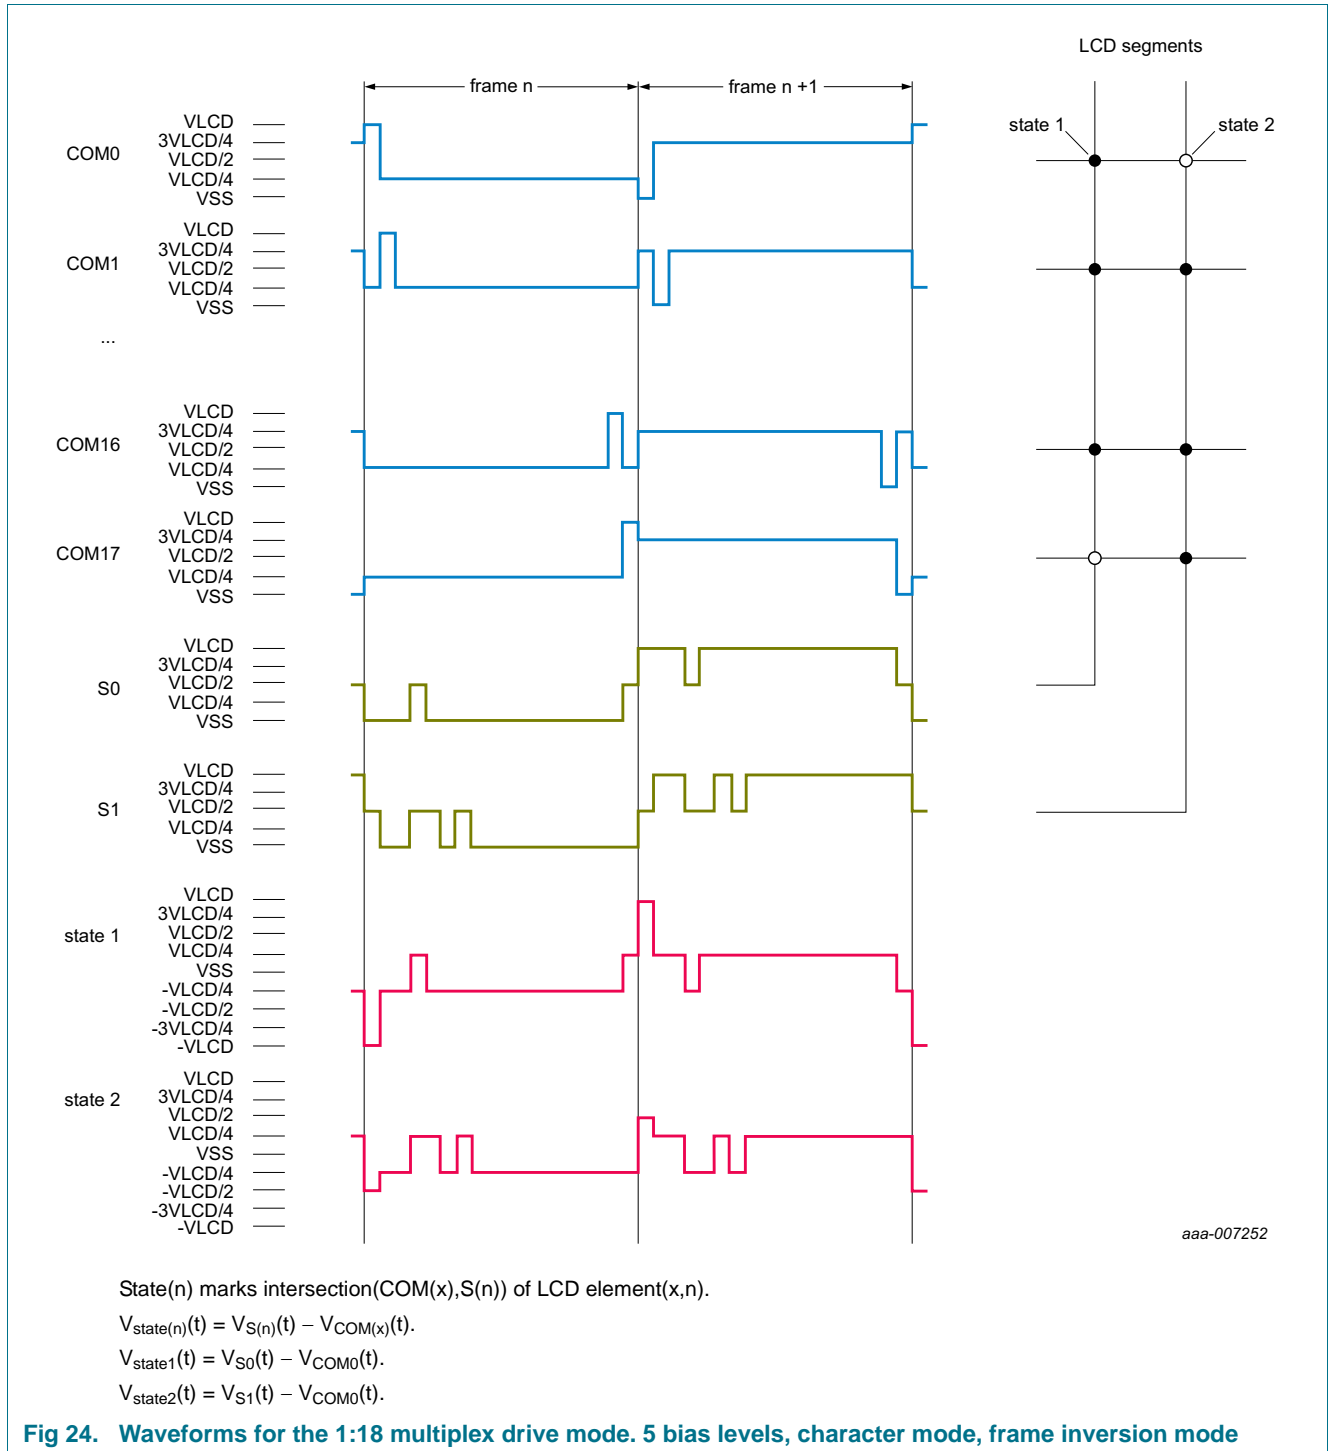 LCD segments
frame n
frame n +1
state 1
state 2
COM0
VLCD
3VLCD/4
VLCD/2
VLCD/4
VSS
COM1
VLCD
3VLCD/4
VLCD/2
VLCD/4
VSS
...
COM16
VLCD
3VLCD/4
VLCD/2
VLCD/4
VSS
COM17
VLCD
3VLCD/4
VLCD/2
VLCD/4
VSS
S0
VLCD
3VLCD/4
VLCD/2
VLCD/4
VSS
S1
VLCD
3VLCD/4
VLCD/2
VLCD/4
VSS
state 1
VLCD
3VLCD/4
VLCD/2
VLCD/4
VSS
-VLCD/4
-VLCD/2
-3VLCD/4
-VLCD
state 2
VLCD
3VLCD/4
VLCD/2
VLCD/4
VSS
-VLCD/4
-VLCD/2
-3VLCD/4
-VLCD
aaa-007252
State(n) marks intersection(COM(x),S(n)) of LCD element(x,n).
Vstate(n)(t) = VS(n)(t) − VCOM(x)(t).
Vstate1(t) = VS0(t) − VCOM0(t).
Vstate2(t) = VS1(t) − VCOM0(t).
Fig 24. Waveforms for the 1:18 multiplex drive mode. 5 bias levels, character mode, frame inversion mode